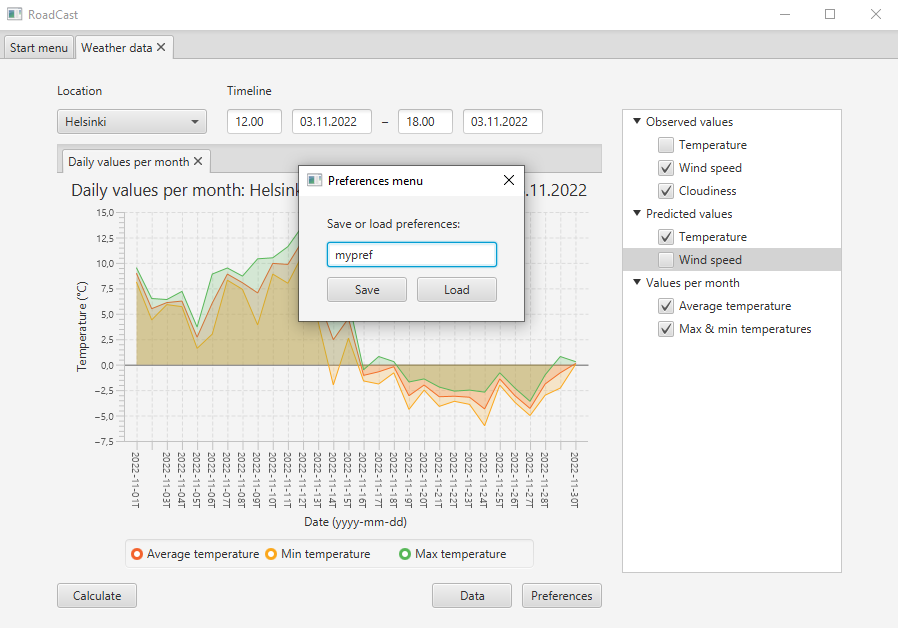 RoadCast
Start menu
Weather data
Location
Timeline
Helsinki
12.00
03.11.2022
–
18.00
03.11.2022
Daily values per month
Daily values per month: Helsink
.11.2022
Preferences menu
Save or load preferences:
mypref
Save
Load
Temperature (°C)
15,0
12,5
10,0
7,5
5,0
2,5
0,0
−2,5
−5,0
−7,5
2022-11-01T
2022-11-03T
2022-11-04T
2022-11-05T
2022-11-06T
2022-11-07T
2022-11-08T
2022-11-09T
2022-11-10T
2022-11-11T
2022-11-12T
2022-11-13T
2022-11-14T
2022-11-15T
2022-11-16T
2022-11-17T
2022-11-18T
2022-11-19T
2022-11-20T
2022-11-21T
2022-11-22T
2022-11-23T
2022-11-24T
2022-11-25T
2022-11-26T
2022-11-27T
2022-11-28T
2022-11-30T
Date (yyyy-mm-dd)
Average temperature
Min temperature
Max temperature
Calculate
Data
Preferences
Observed values
Temperature
Wind speed
Cloudiness
Predicted values
Temperature
Wind speed
Values per month
Average temperature
Max & min temperatures